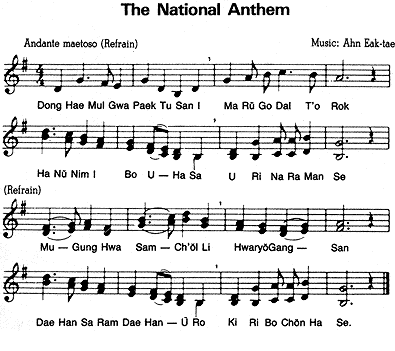 The National Anthem
Andante maetoso (Refrain) Music: Ahn Eak-tae
Dong Hae Mul Gwa Paek Tu San I Ma Rŭ Go Dal T'o Rok
Ha Nŭ Nim I Bo U — Ha Sa U Ri Na Ra Man Se
(Refrain)
Mu - Gung Hwa Sam — Ch'ŏl Li HwaryŏGang — San
Dae Han Sa Ram Dae Han — Ŭ Ro Ki Ri Bo Chŏn Ha Se.